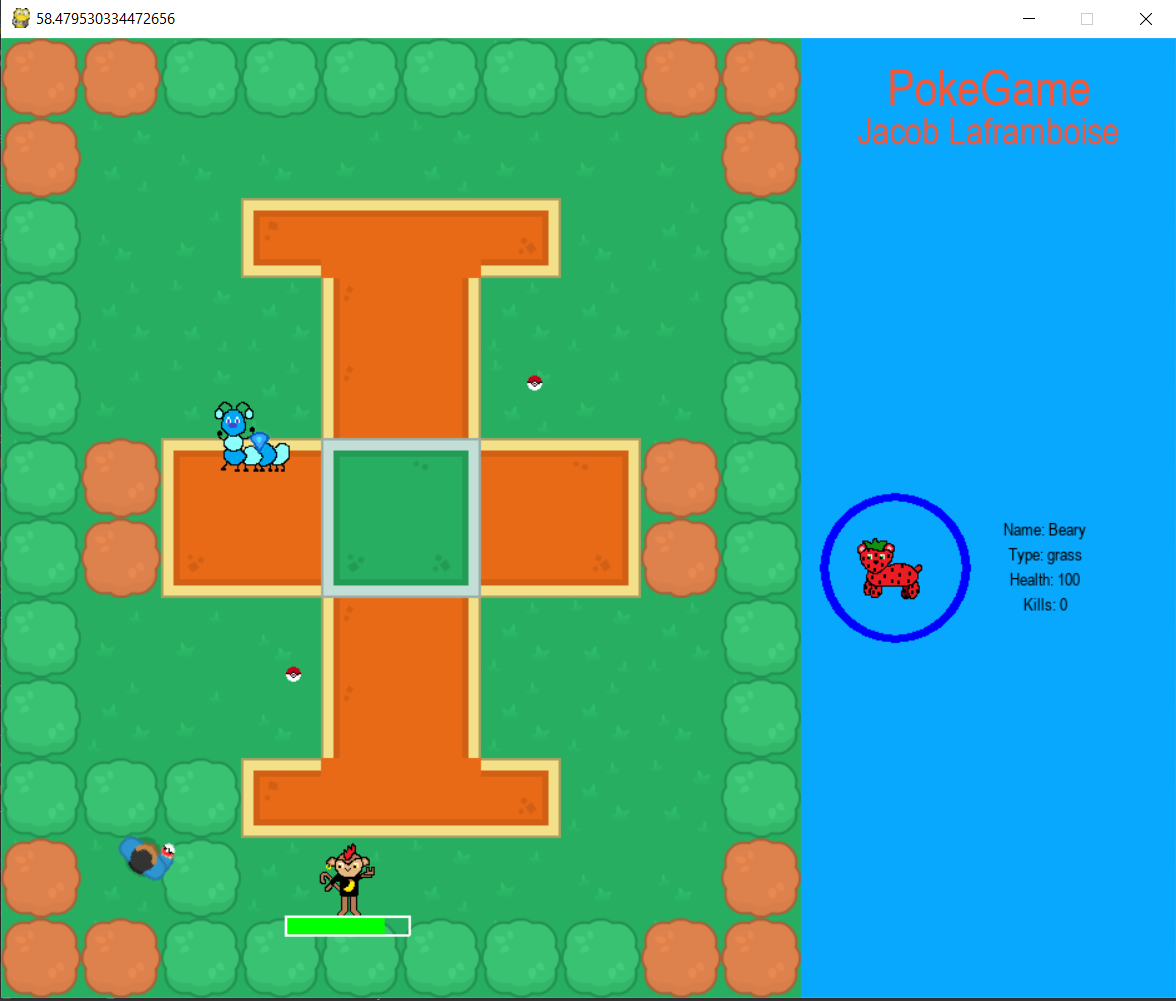 58.479530334472656
PokeGame
Jacob Laframboise
Name: Beary
Type: grass
Health: 100
Kills: 0